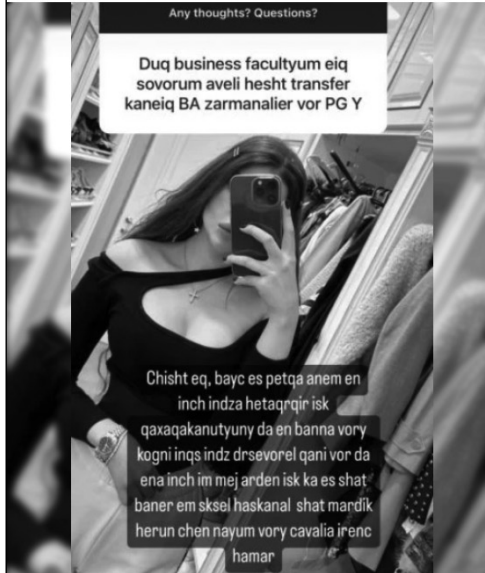 Any thoughts? Questions?
Duq business facultyum eiq
sovorum aveli hesht transfer
kaneiq BA zarmanalier vor PG Y
Chisht eq, bayc es petqa anem en
inch indza hetaqrqir isk
qaxaqakanutyuny da en banna vory
kogni inqs indz drsevorel qani vor da
ena inch im mej arden isk ka es shat
baner em sksel haskanal shat mardik
herun chen nayum vory cavalia irenc
hamar